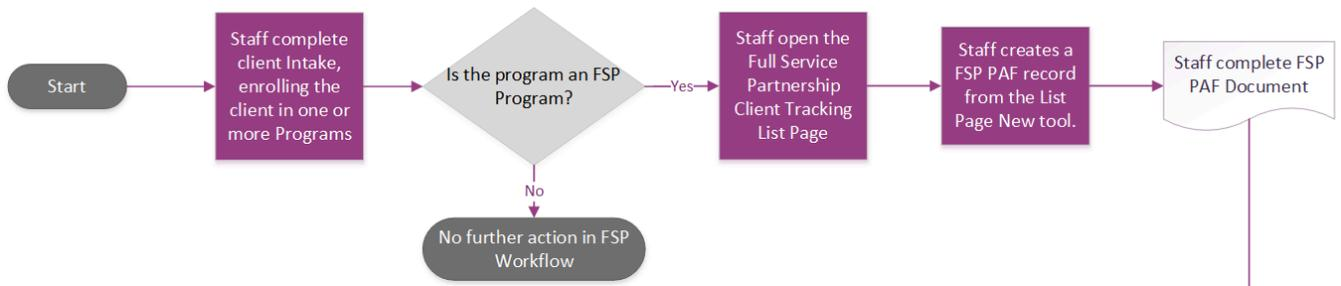 Start
Staff complete
client Intake,
enrolling the
client in one or
more Programs
Is the program an FSP
Program?
Yes
No
No further action in FSP
Workflow
Staff open the
Full Service
Partnership
Client Tracking
List Page
Staff creates a
FSP PAF record
from the List
Page New tool.
Staff complete FSP
PAF Document